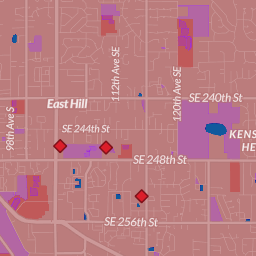 112th Ave SE
120th Ave SE
SE 240th St
East Hill
98th Ave S
SE 244th St
KENS
HE
SE 248th St
SE 256th St